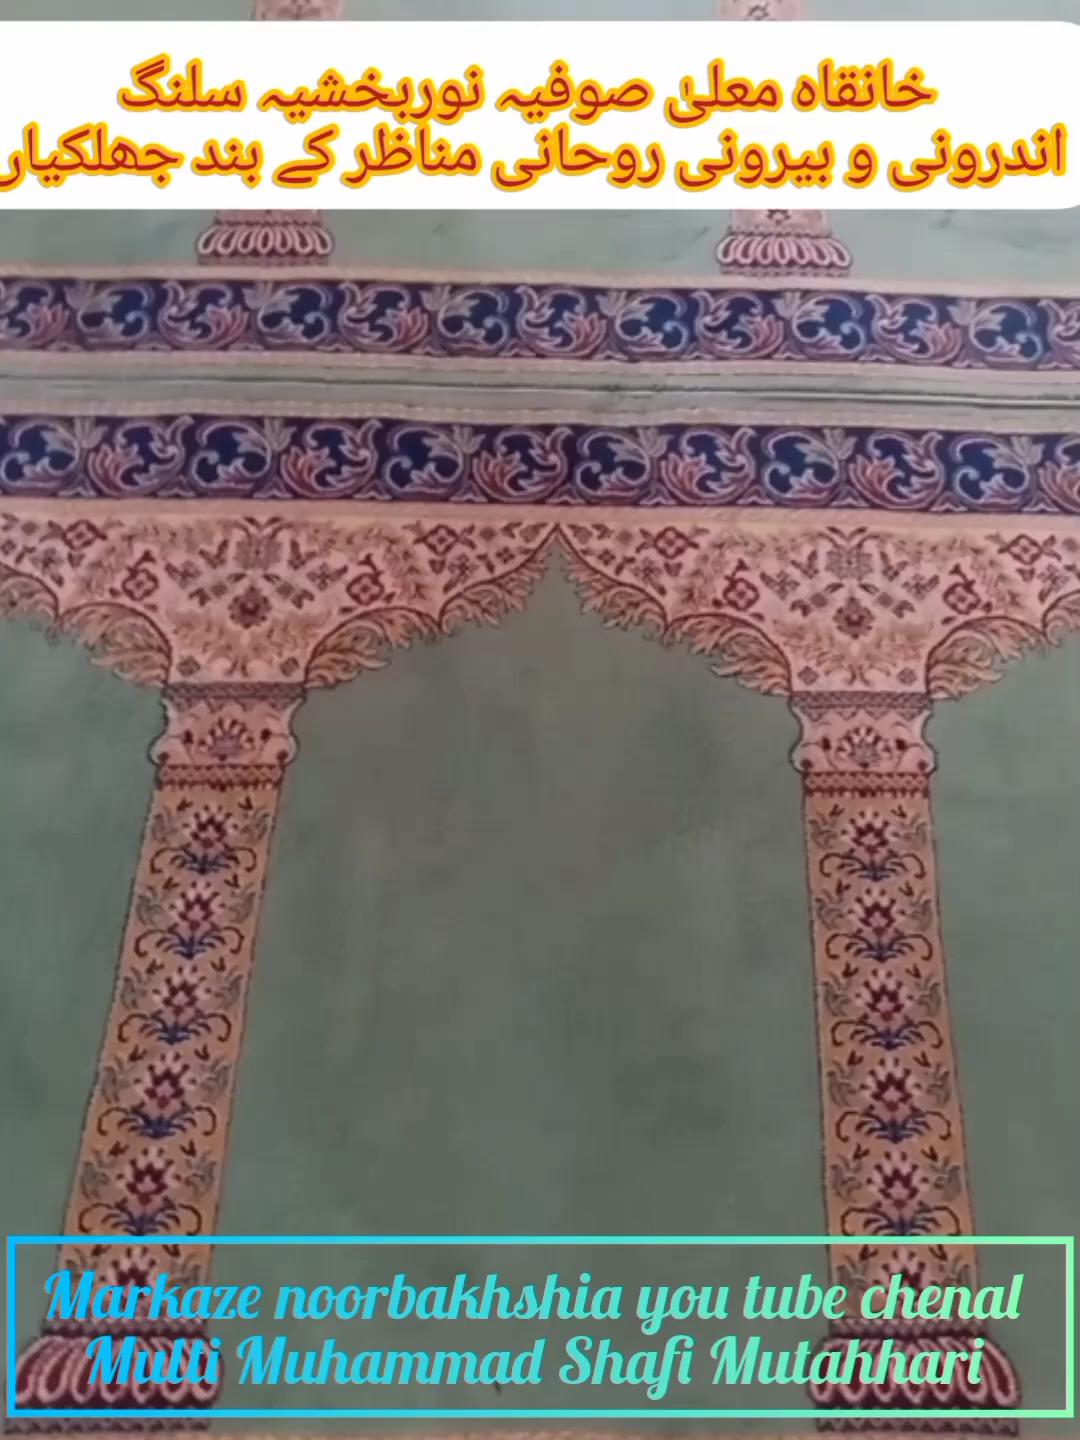 خانقاہ معلیٰ صوفیہ نوربخشیہ سلنگ
اندرونی و بیرونی روحانی مناظر کے بند جھلکیاں
Markaze noorbakhshia you tube chenal
Multi Muhammad Shafi Mutahhari